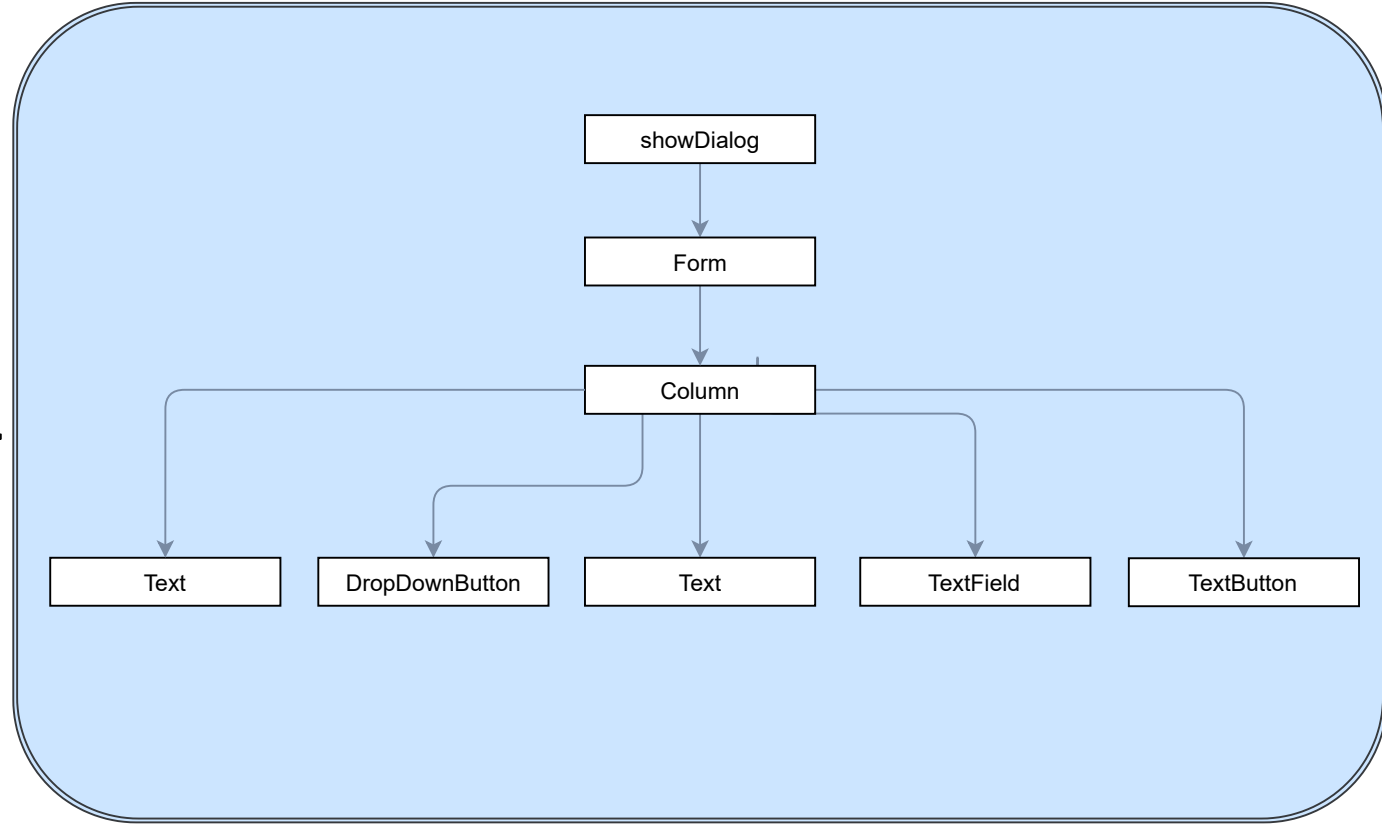 showDialog
Form
Column
Text
DropDownButton
Text
TextField
TextButton